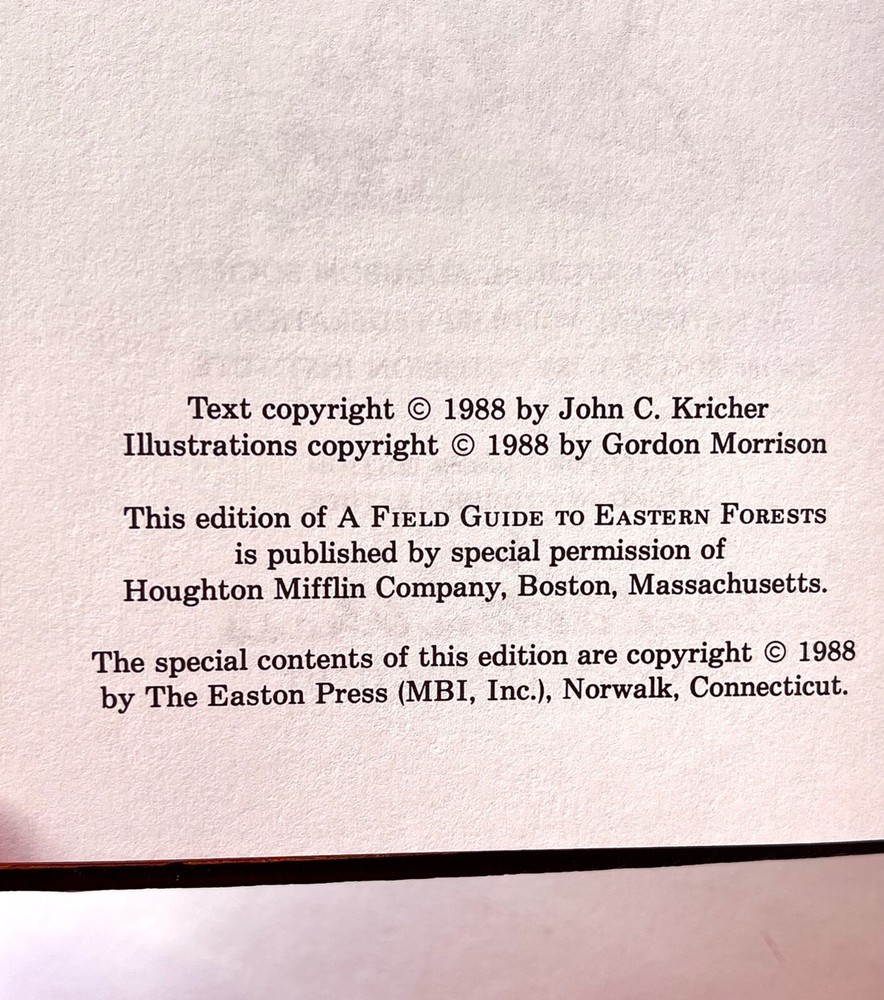 Text copyright © 1988 by John C. Kricher
Illustrations copyright © 1988 by Gordon Morrison
This edition of A FIELD GUIDE TO EASTERN FORESTS
is published by special permission of
Houghton Mifflin Company, Boston, Massachusetts.
The special contents of this edition are copyright © 1988
by The Easton Press (MBI, Inc.), Norwalk, Connecticut.